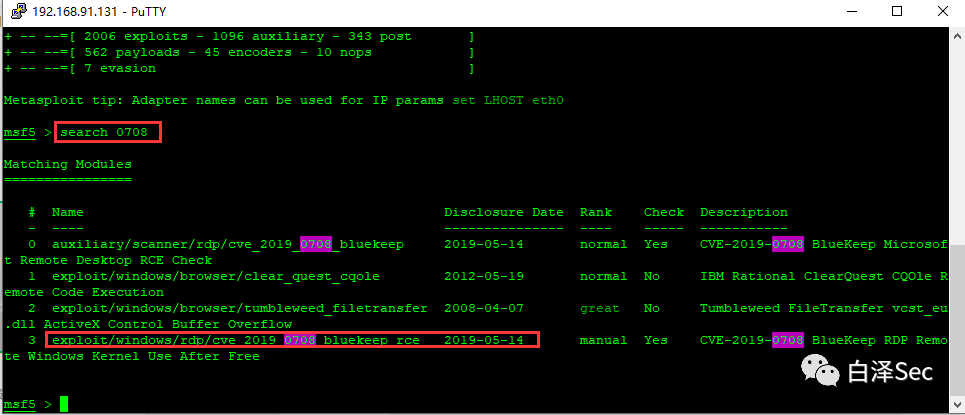 192.168.91.131 - PuTTY
+ -- --=[ 2006 exploits - 1096 auxiliary - 343 post       ]
+ -- --=[ 562 payloads - 45 encoders - 10 nops            ]
+ -- --=[ 7 evasion                                       ]
Metasploit tip: Adapter names can be used for IP params set LHOST eth0
msf5 > search 0708
Matching Modules
================
#  Name                                            Disclosure Date  Rank    Check  Description
-  ----                                            ---------------  ----    -----  -----------
0  auxiliary/scanner/rdp/cve_2019_0708_bluekeep    2019-05-14       normal  Yes    CVE-2019-0708 BlueKeep Microsof
t Remote Desktop RCE Check
1  exploit/windows/browser/clear_quest_cqole       2012-05-19       normal  No     IBM Rational ClearQuest CQOle R
emote Code Execution
2  exploit/windows/browser/tumbleweed_filetransfer 2008-04-07       great   No     Tumbleweed FileTransfer vcst_eu
.dll ActiveX Control Buffer Overflow
3  exploit/windows/rdp/cve_2019_0708_bluekeep_rce  2019-05-14       manual  Yes    CVE-2019-0708 BlueKeep RDP Remo
te Windows Kernel Use After Free
白泽Sec
msf5 >